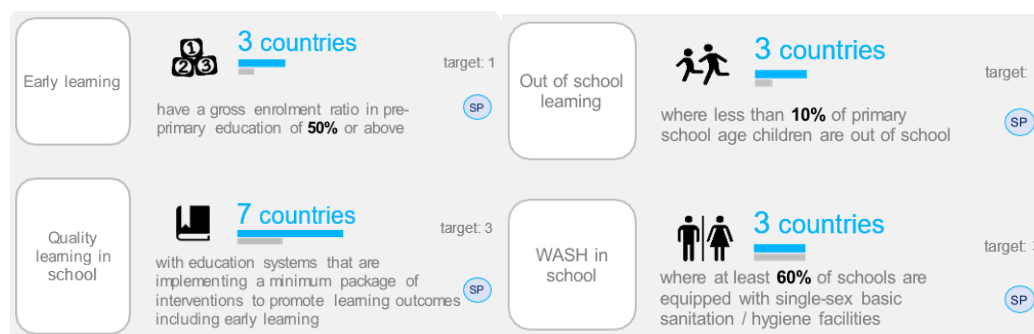 Early learning
1
2 3
3 countries
target: 1
have a gross enrolment ratio in pre-
primary education of 50% or above
SP
Out of school
learning
3 countries
target:
where less than 10% of primary
school age children are out of school
SP
Quality
learning in
school
7 countries
target: 3
with education systems that are
implementing a minimum package of
interventions to promote learning outcomes
including early learning
SP
WASH in
school
3 countries
target:
where at least 60% of schools are
equipped with single-sex basic
sanitation / hygiene facilities
SP